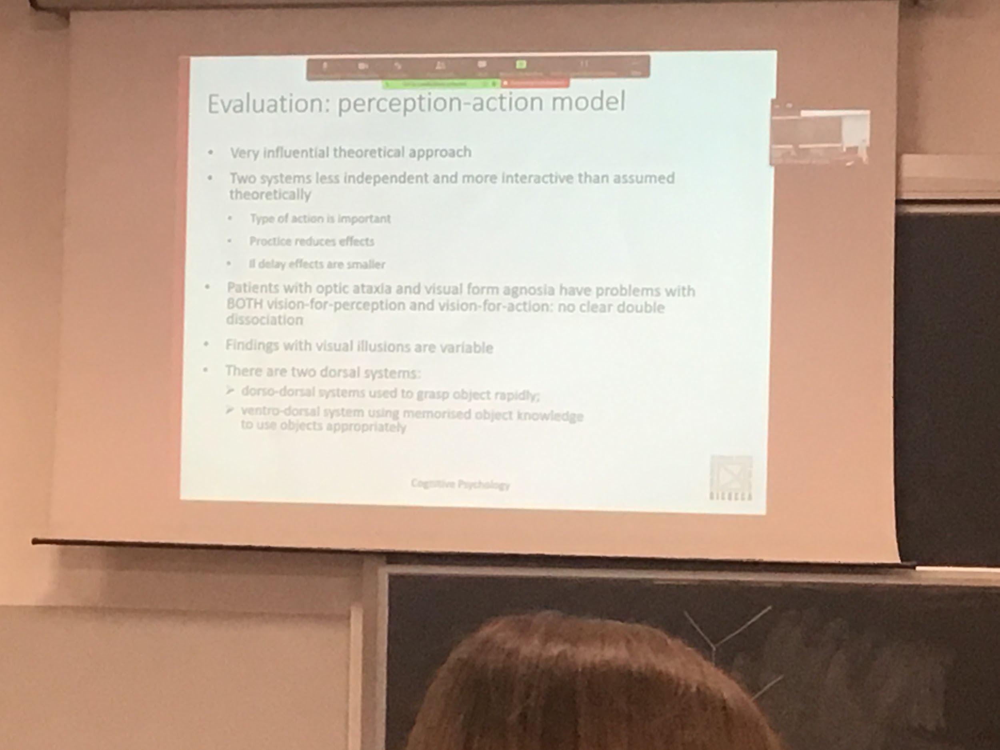 Evaluation: perception-action model
• Very influential theoretical approach
• Two systems less independent and more interactive than assumed
theoretically
• Type of action is important
• Proctice reduces effects
• Il delay effects are smaller
• Patients with optic ataxia and visual form agnosia have problems with
BOTH vision-for-perception and vision-for-action: no clear double
dissociation
• Findings with visual illusions are variable
• There are two dorsal systems:
➢ dorso-dorsal systems used to grasp object rapidly;
➢ ventro-dorsal system using memorised object knowledge
to use objects appropriately
Cognitive Psychology
BICOCCA